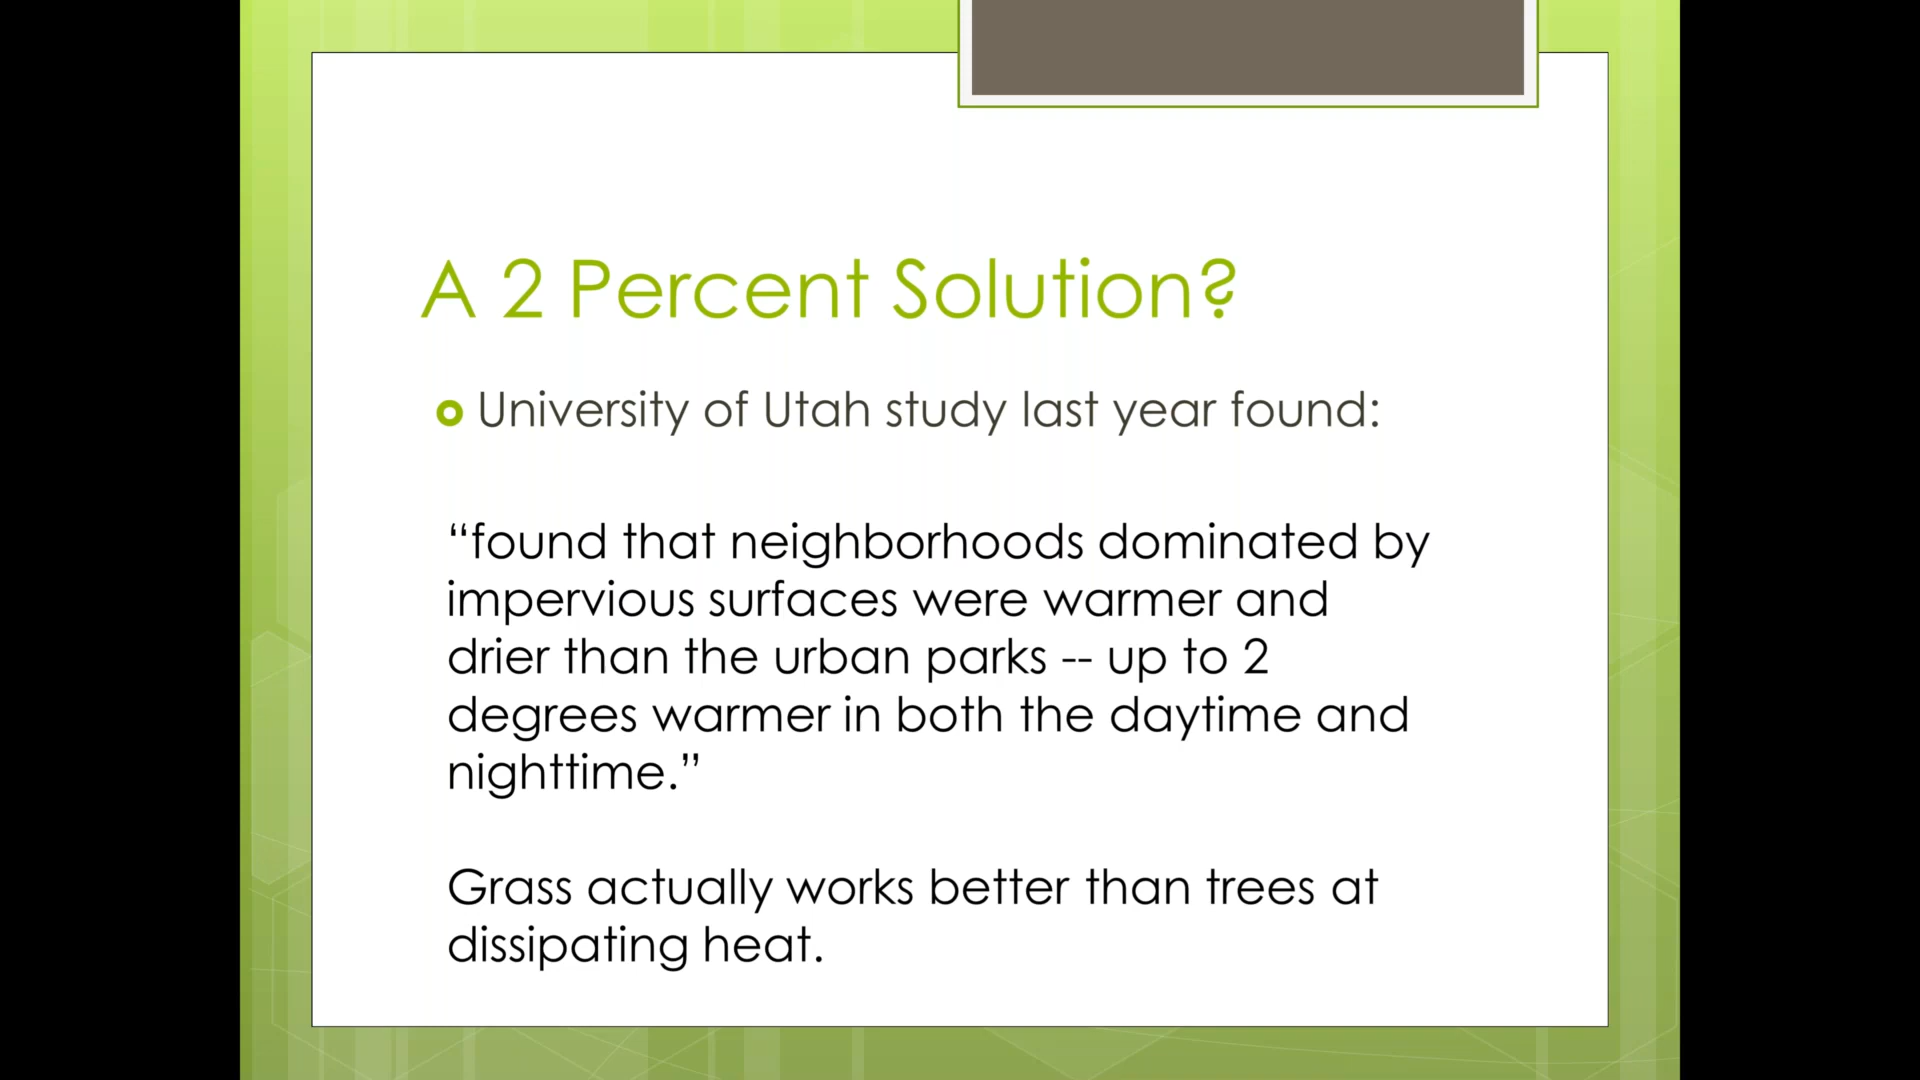 A 2 Percent Solution?
University of Utah study last year found:
“found that neighborhoods dominated by
impervious surfaces were warmer and
drier than the urban parks -- up to 2
degrees warmer in both the daytime and
nighttime.”
Grass actually works better than trees at
dissipating heat.